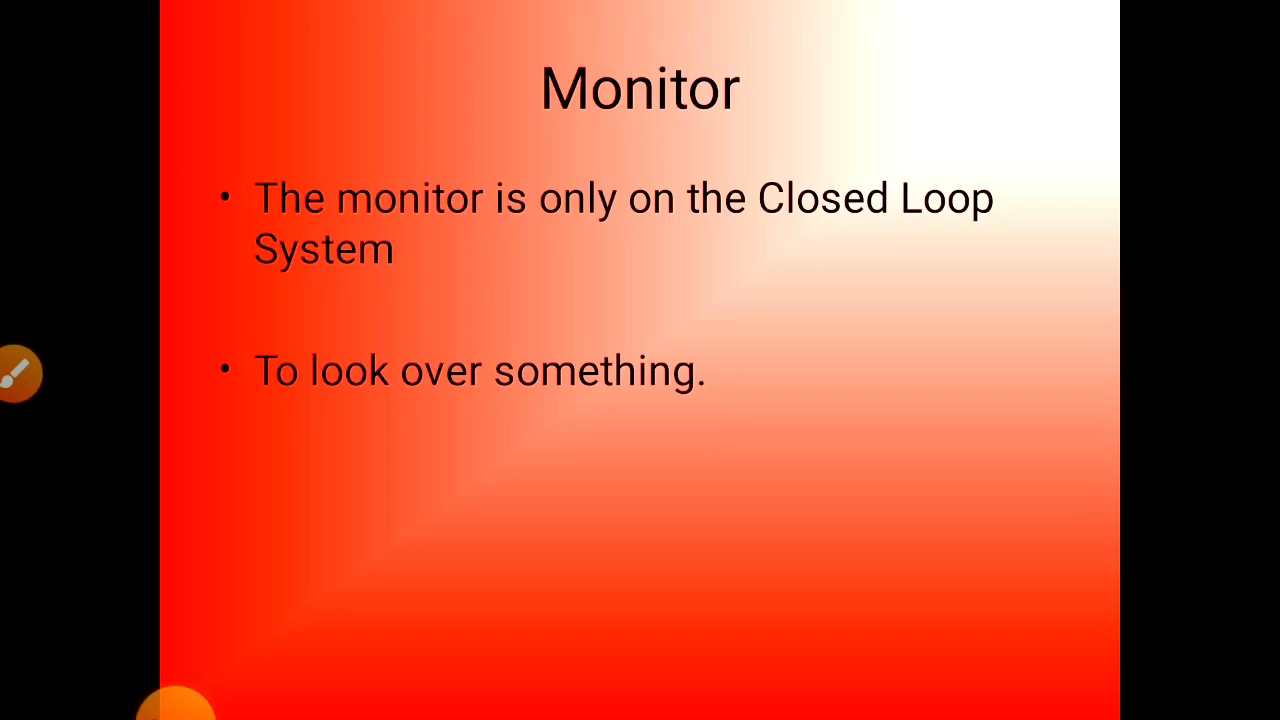 Monitor
• The monitor is only on the Closed Loop
System
• To look over something.